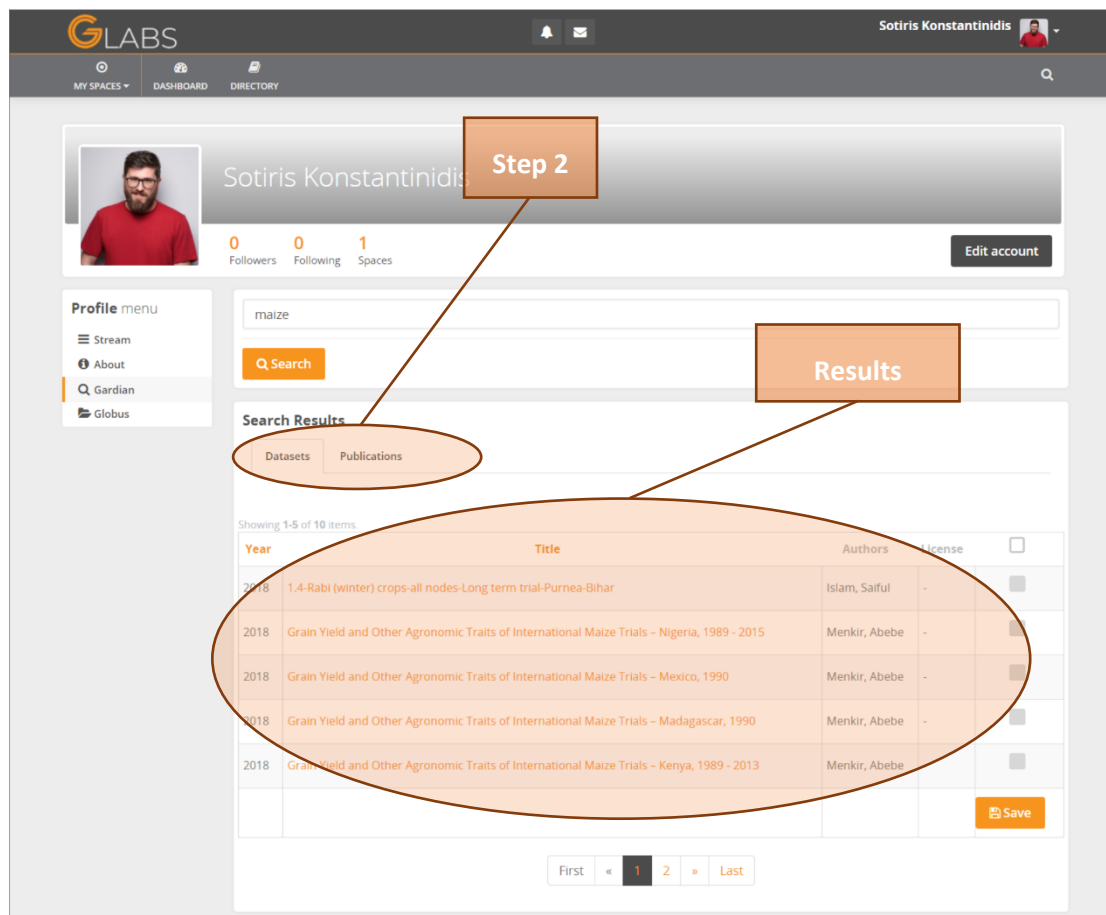 GLABS
Sotiris Konstantinidis
MY SPACES
DASHBOARD
DIRECTORY
Sotiris Konstantinidis
Step 2
0 0 1
Followers Following Spaces
Edit account
Profile menu
Stream
About
Gardian
Globus
maize
Search
Results
Search Results
Datasets Publications
Showing 1-5 of 10 items.
Year Title Authors License
2018 1.4-Rabi (winter) crops-all nodes-Long term trial-Purnea-Bihar Islam, Saiful -
2018 Grain Yield and Other Agronomic Traits of International Maize Trials – Nigeria, 1989 - 2015 Menkir, Abebe -
2018 Grain Yield and Other Agronomic Traits of International Maize Trials – Mexico, 1990 Menkir, Abebe -
2018 Grain Yield and Other Agronomic Traits of International Maize Trials – Madagascar, 1990 Menkir, Abebe -
2018 Grain Yield and Other Agronomic Traits of International Maize Trials – Kenya, 1989 - 2013 Menkir, Abebe
Save
First « 1 2 » Last